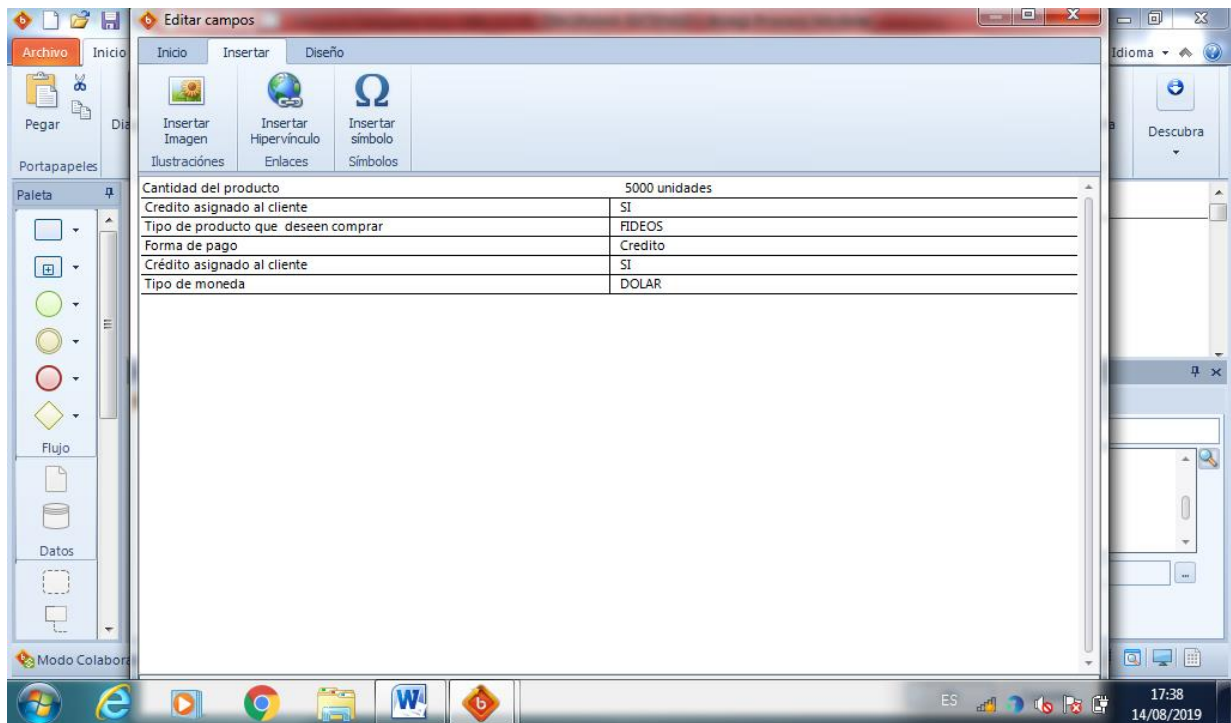 Editar campos
Archivo Inicio
Inicio Insertar Diseño
Idioma
Pegar
Insertar Imagen
Insertar Hipervínculo
Insertar símbolo
Descubra
Portapapeles
Ilustraciónes Enlaces Símbolos
Paleta
Cantidad del producto 5000 unidades
Credito asignado al cliente SI
Tipo de producto que deseen comprar FIDEOS
Forma de pago Credito
Crédito asignado al cliente SI
Tipo de moneda DOLAR
Flujo
Datos
Modo Colabora
ES
17:38
14/08/2019